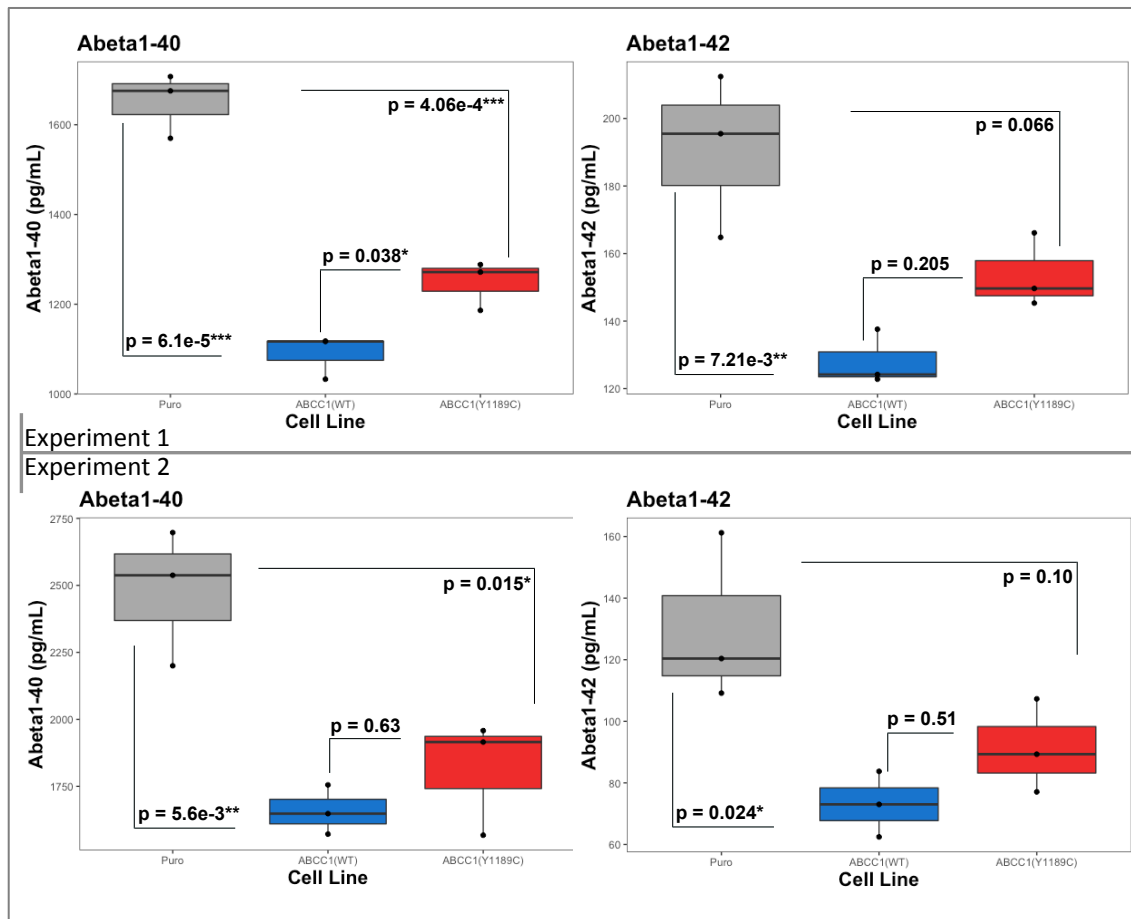 Abeta1-40
Abeta1-40 (pg/mL)
1600
1400
1200
1000
p = 4.06e-4***
p = 0.038*
p = 6.1e-5***
Puro
ABCC1(WT)
ABCC1(Y1189C)
Cell Line
Abeta1-42
Abeta1-42 (pg/mL)
200
180
160
140
120
p = 0.066
p = 0.205
p = 7.21e-3**
Puro
ABCC1(WT)
ABCC1(Y1189C)
Cell Line
Experiment 1
Experiment 2
Abeta1-40
Abeta1-40 (pg/mL)
2750
2500
2250
2000
1750
p = 0.015*
p = 0.63
p = 5.6e-3**
Puro
ABCC1(WT)
ABCC1(Y1189C)
Cell Line
Abeta1-42
Abeta1-42 (pg/mL)
160
140
120
100
80
60
p = 0.10
p = 0.51
p = 0.024*
Puro
ABCC1(WT)
ABCC1(Y1189C)
Cell Line